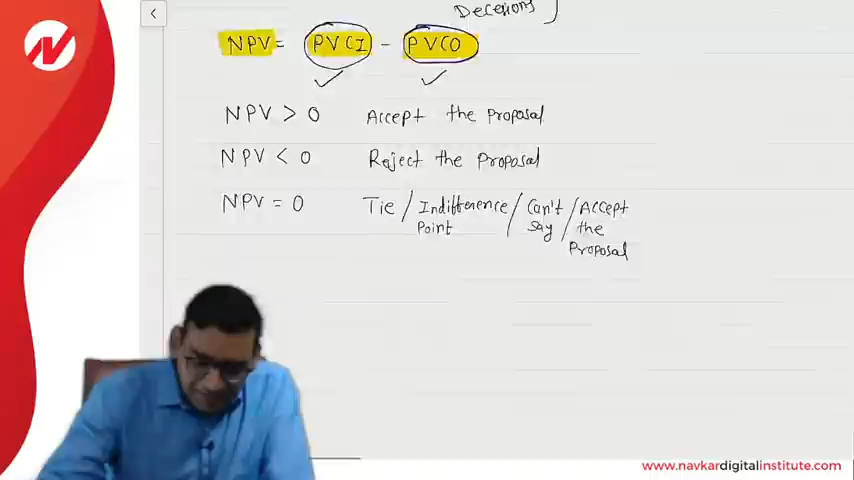 Decesions }
NPV = PVCI - PVCO
NPV > 0 Accept the proposal
NPV < 0 Reject the proposal
NPV = 0 Tie / Indifference / Can't / Accept
Point say the
Proposal
www.navkardigitalinstitute.com